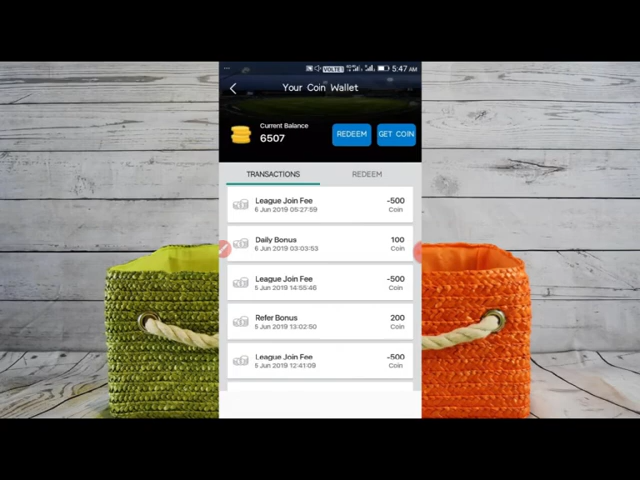 VOLTE 5:47 AM
Your Coin Wallet
Current Balance
6507
REDEEM GET COIN
TRANSACTIONS REDEEM
League Join Fee -500
6 Jun 2019 05:27:59 Coin
Daily Bonus 100
6 Jun 2019 03:03:53 Coin
League Join Fee -500
5 Jun 2019 14:55:46 Coin
Refer Bonus 200
5 Jun 2019 13:02:50 Coin
League Join Fee -500
5 Jun 2019 12:41:09 Coin